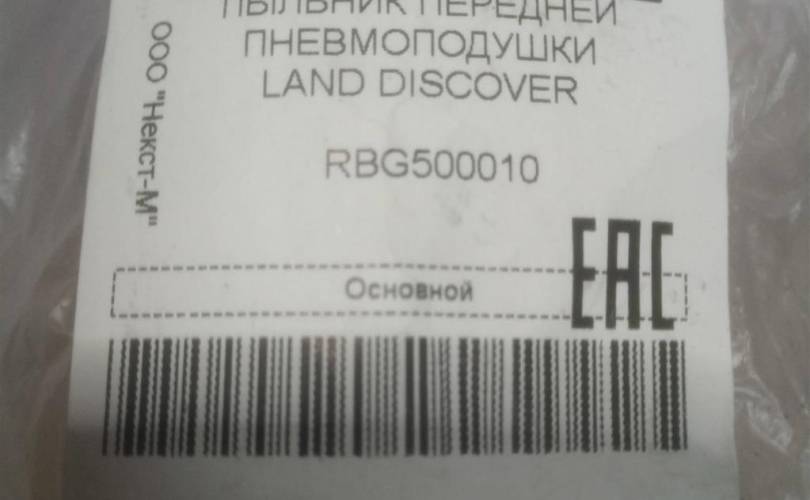 ПЫЛЬНИК ПЕРЕДНЕЙ
ПНЕВМОПОДУШКИ
LAND DISCOVER
ООО "Некст-М"
RBG500010
Основной
EAC